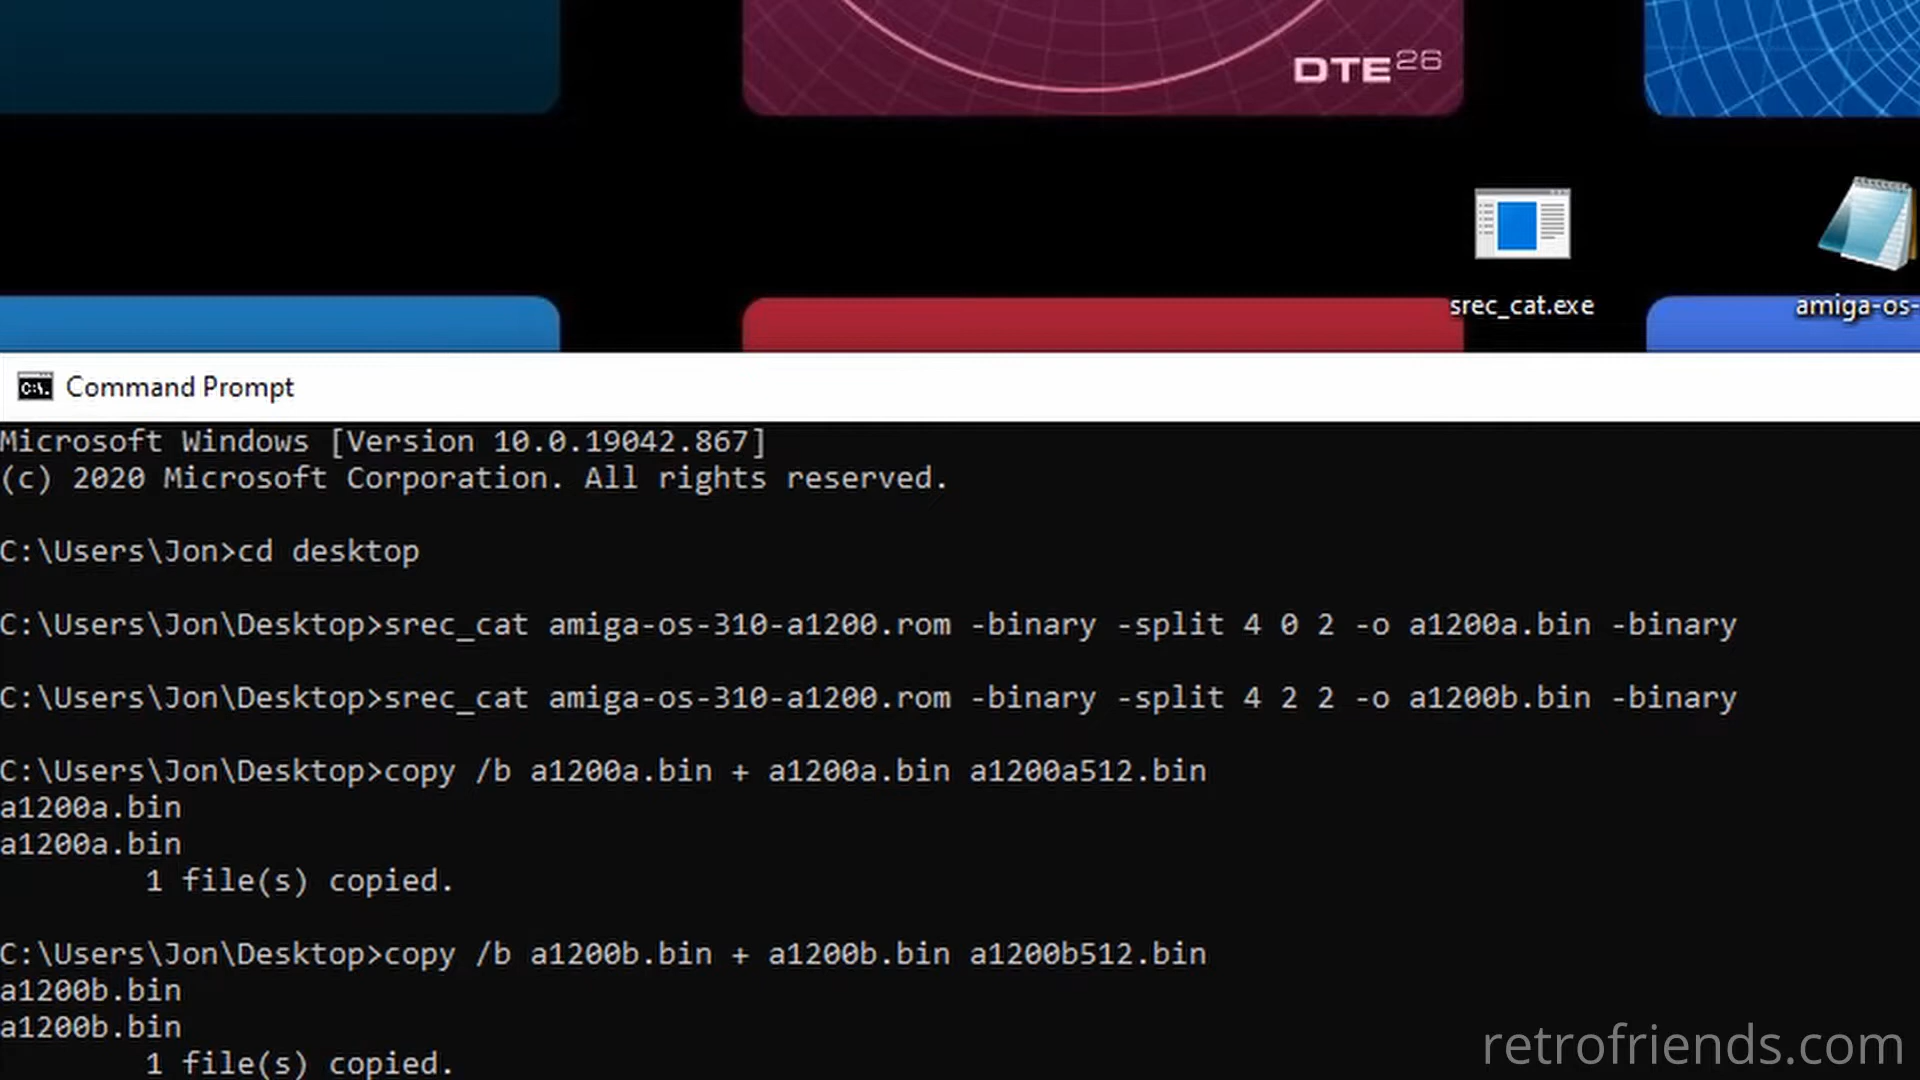 DTE26
srec_cat.exe
amiga-os-
Command Prompt
Microsoft Windows [Version 10.0.19042.867]
(c) 2020 Microsoft Corporation. All rights reserved.
C:\Users\Jon>cd desktop
C:\Users\Jon\Desktop>srec_cat amiga-os-310-a1200.rom -binary -split 4 0 2 -o a1200a.bin -binary
C:\Users\Jon\Desktop>srec_cat amiga-os-310-a1200.rom -binary -split 4 2 2 -o a1200b.bin -binary
C:\Users\Jon\Desktop>copy /b a1200a.bin + a1200a.bin a1200a512.bin
a1200a.bin
a1200a.bin
1 file(s) copied.
C:\Users\Jon\Desktop>copy /b a1200b.bin + a1200b.bin a1200b512.bin
a1200b.bin
a1200b.bin
1 file(s) copied.
retrofriends.com